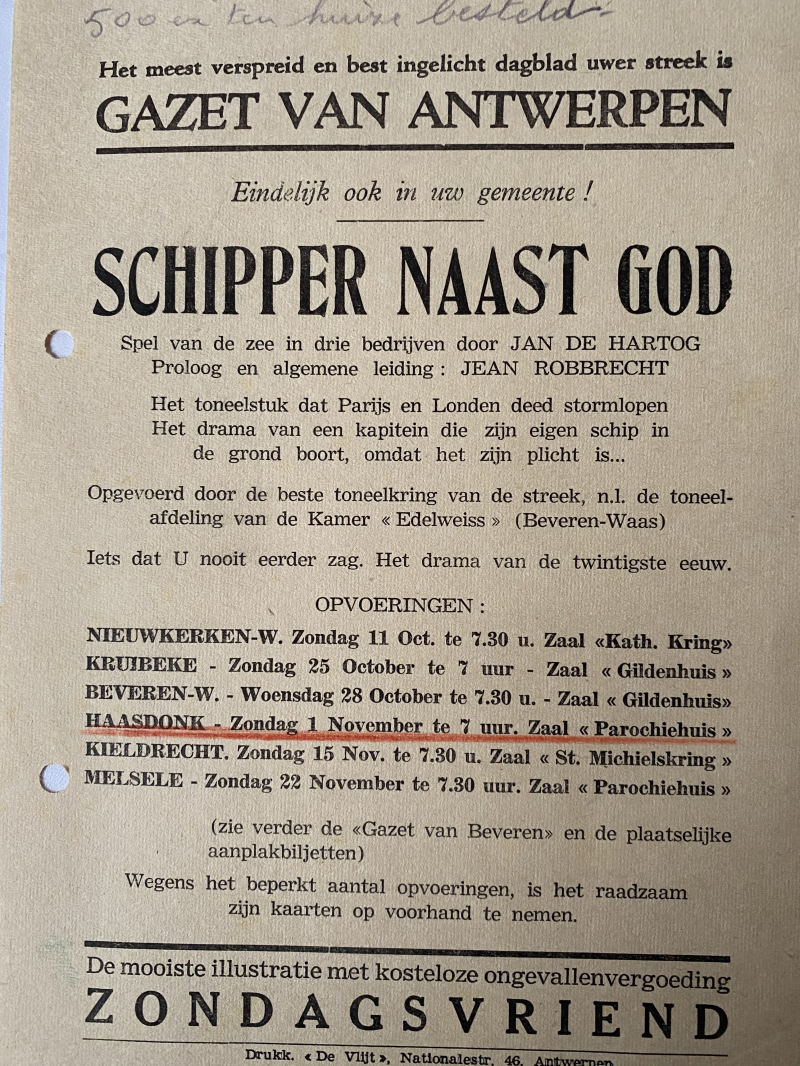 500 ex ten huize besteld
Het meest verspreid en best ingelicht dagblad uwer streek is
GAZET VAN ANTWERPEN
Eindelijk ook in uw gemeente !
SCHIPPER NAAST GOD
Spel van de zee in drie bedrijven door JAN DE HARTOG
Proloog en algemene leiding : JEAN ROBBRECHT
Het toneelstuk dat Parijs en Londen deed stormlopen
Het drama van een kapitein die zijn eigen schip in
de grond boort, omdat het zijn plicht is...
Opgevoerd door de beste toneelkring van de streek, n.l. de toneel-
afdeling van de Kamer « Edelweiss » (Beveren-Waas)
Iets dat U nooit eerder zag. Het drama van de twintigste eeuw.
OPVOERINGEN :
NIEUWKERKEN-W. Zondag 11 Oct. te 7.30 u. Zaal «Kath. Kring»
KRUIBEKE - Zondag 25 October te 7 uur - Zaal « Gildenhuis »
BEVEREN-W. - Woensdag 28 October te 7.30 u. - Zaal « Gildenhuis»
HAASDONK - Zondag 1 November te 7 uur. Zaal « Parochiehuis »
KIELDRECHT. Zondag 15 Nov. te 7.30 u. Zaal « St. Michielskring »
MELSELE - Zondag 22 November te 7.30 uur. Zaal « Parochiehuis »
(zie verder de «Gazet van Beveren» en de plaatselijke
aanplakbiljetten)
Wegens het beperkt aantal opvoeringen, is het raadzaam
zijn kaarten op voorhand te nemen.
De mooiste illustratie met kosteloze ongevallenvergoeding
ZONDAGSVRIEND
Drukk. « De Vlijt », Nationalestr. 46. Antwerpen